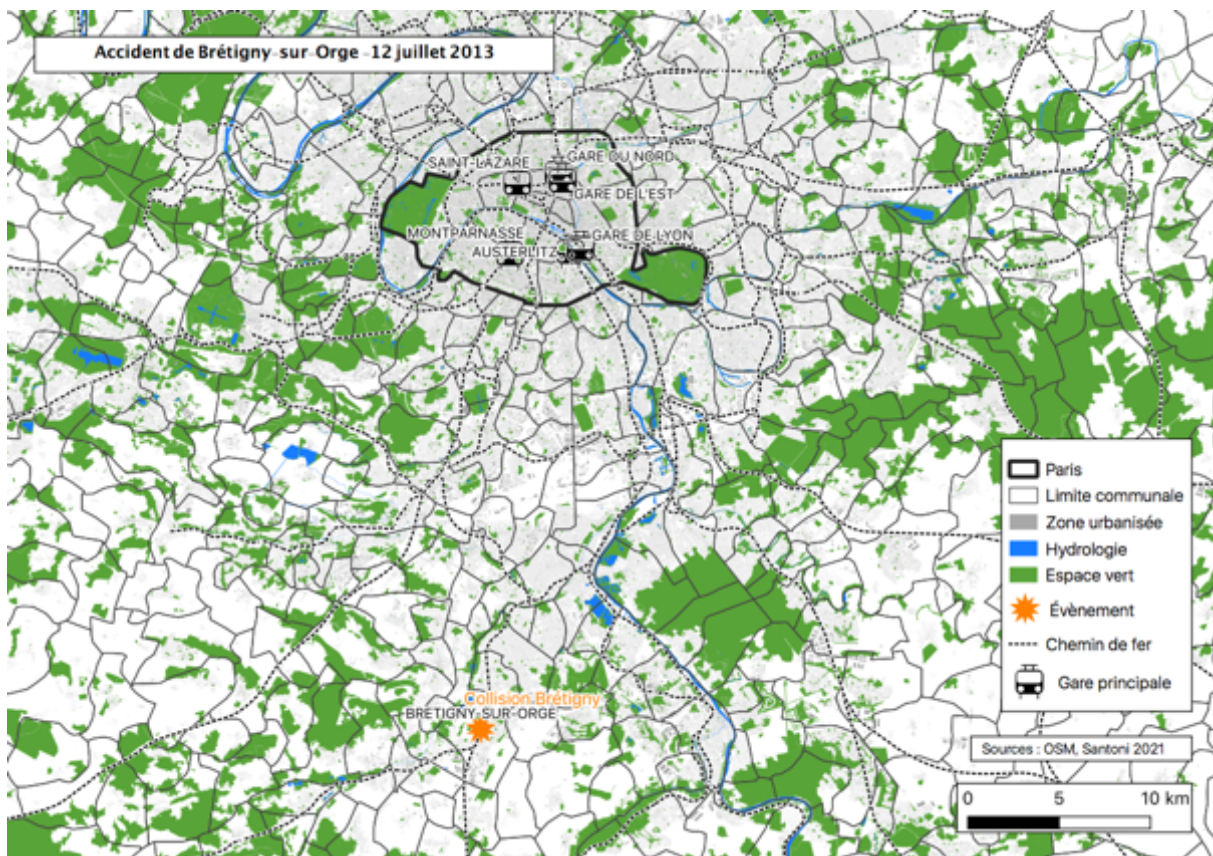 Accident de Brétigny-sur-Orge -12 juillet 2013
SAINT-LAZARE
GARE DU NORD
GARE DE L'EST
MONTPARNASSE
GARE DE LYON
AUSTERLITZ
Paris
Limite communale
Zone urbanisée
Hydrologie
Espace vert
Évènement
Chemin de fer
Gare principale
Collision Brétigny
BRETIGNY-SUR-ORGE
Sources : OSM, Santoni 2021
0 5 10 km